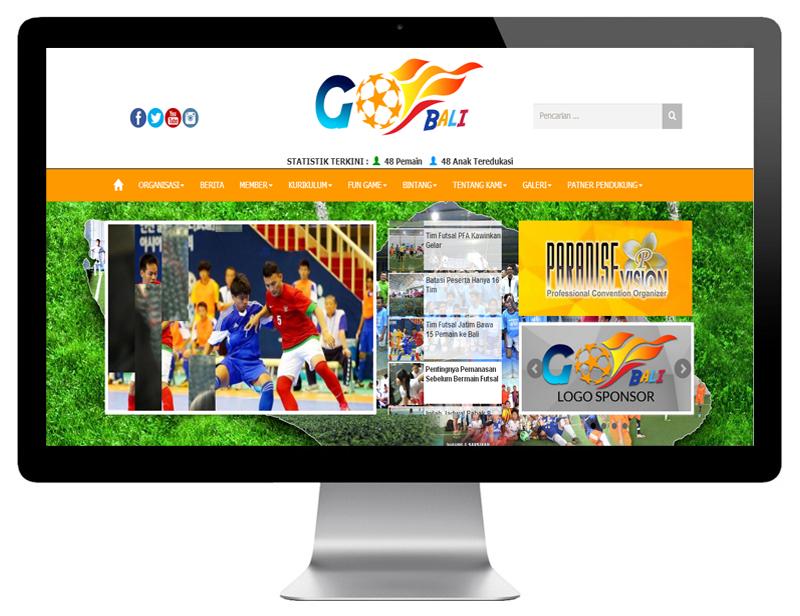 GO BALI
Pencarian ...
STATISTIK TERKINI : 48 Pemain 48 Anak Teredukasi
ORGANISASI BERITA MEMBER KURIKULUM FUN GAME BINTANG TENTANG KAMI GALERI PATNER PENDUKUNG
5
Tim Futsal PFA Kawinkan
Gelar
Batasi Peserta Hanya 16
Tim
Tim Futsal Jatim Bawa
15 Pemain ke Bali
Pentingnya Pemanasan
Sebelum Bermain Futsal
PARADISE
VISION
Professional Convention Organizer
GO BALI
LOGO SPONSOR